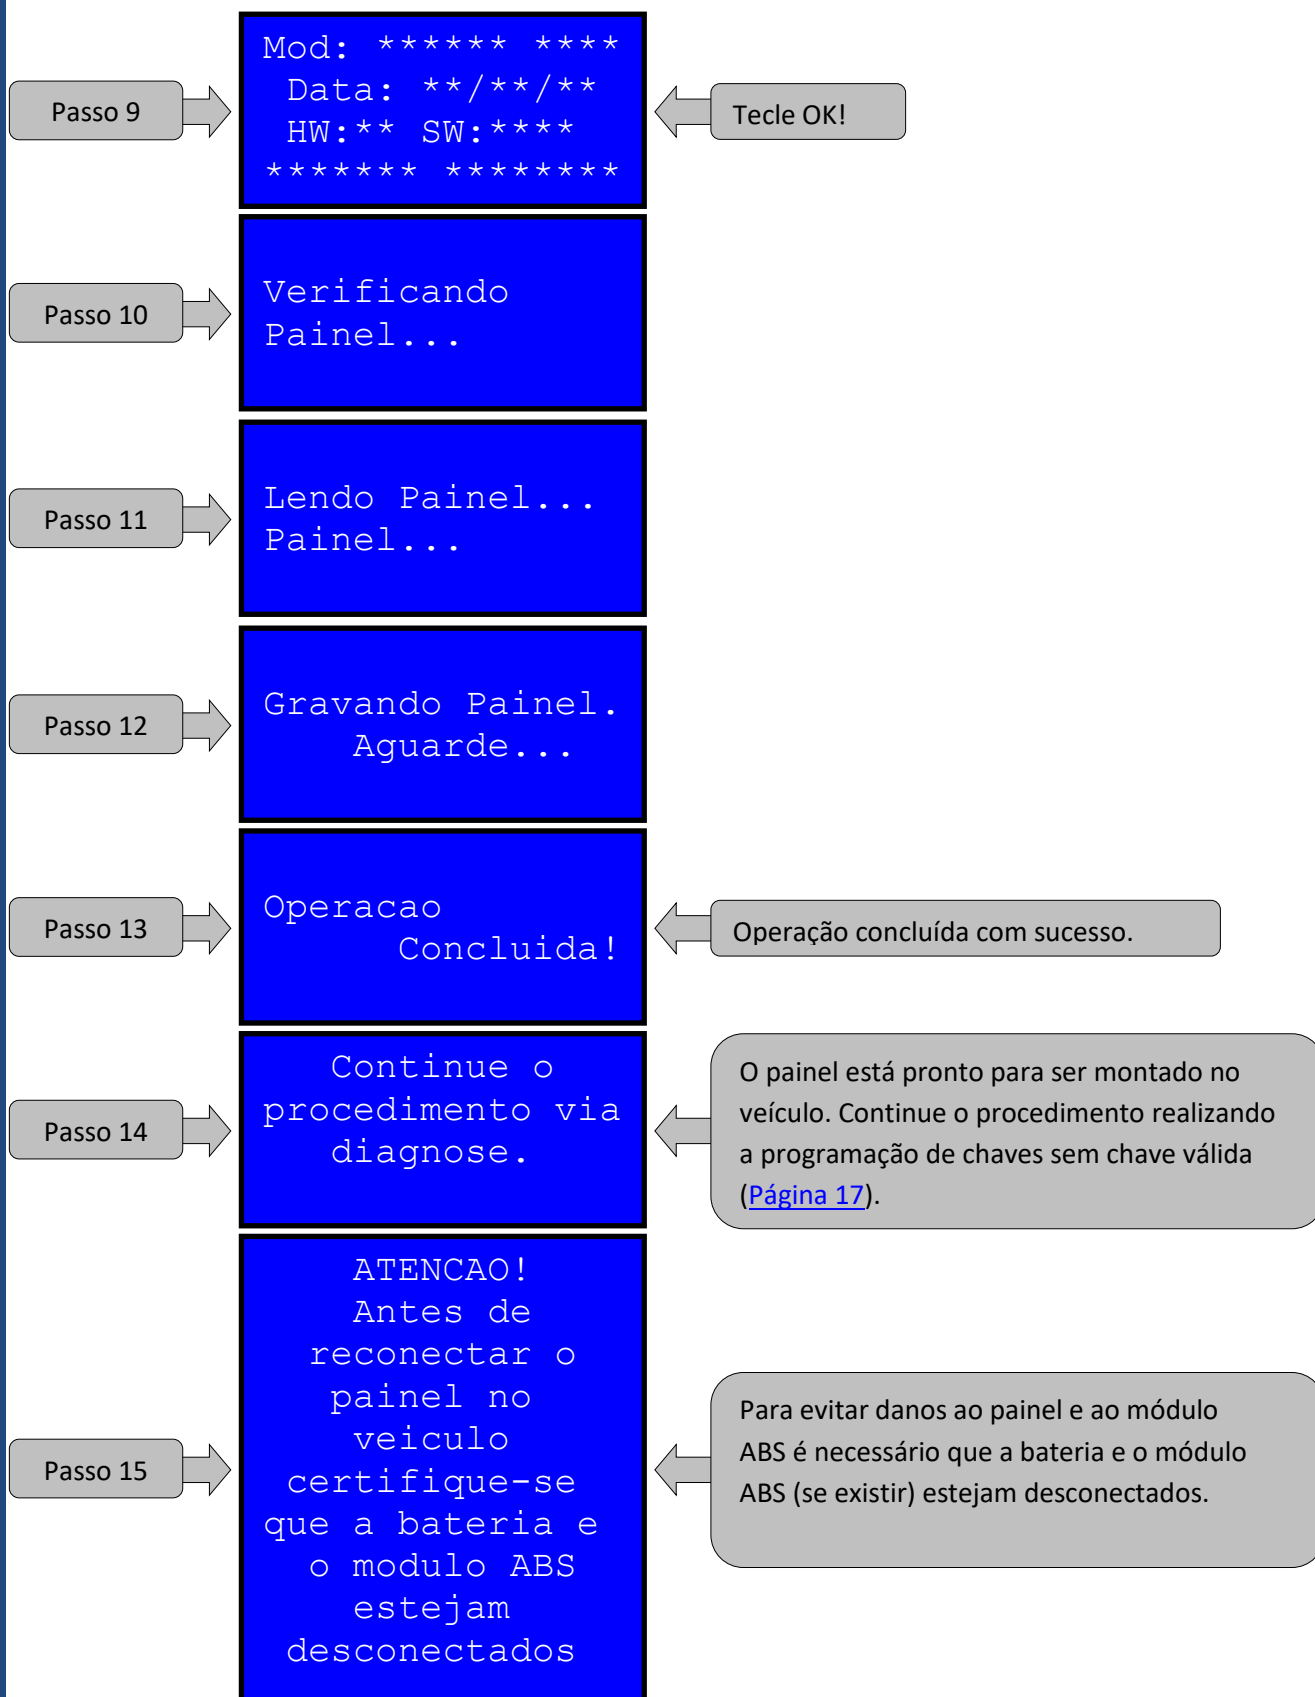 Passo 9
Mod: ****** ****
Data: **/**/**
HW:** SW:****
******* ********
Tecle OK!
Passo 10
Verificando
Painel...
Passo 11
Lendo Painel...
Painel...
Passo 12
Gravando Painel.
Aguarde...
Passo 13
Operacao
Concluida!
Operação concluída com sucesso.
Passo 14
Continue o
procedimento via
diagnose.
O painel está pronto para ser montado no
veículo. Continue o procedimento realizando
a programação de chaves sem chave válida
(Página 17).
Passo 15
ATENCAO!
Antes de
reconectar o
painel no
veiculo
certifique-se
que a bateria e
o modulo ABS
estejam
desconectados
Para evitar danos ao painel e ao módulo
ABS é necessário que a bateria e o módulo
ABS (se existir) estejam desconectados.